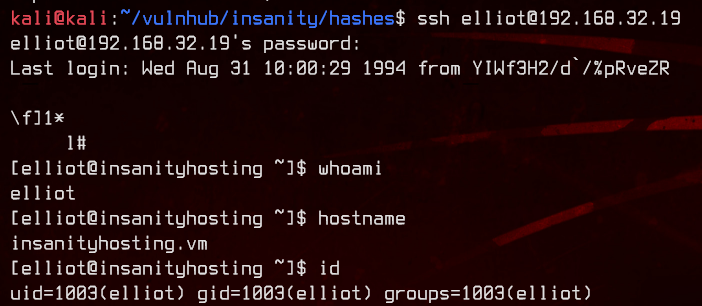 kali@kali:~/vulnhub/insanity/hashes$ ssh elliot@192.168.32.19
elliot@192.168.32.19's password:
Last login: Wed Aug 31 10:00:29 1994 from YIWf3H2/d`/%pRveZR
\f]1*
l#
[elliot@insanityhosting ~]$ whoami
elliot
[elliot@insanityhosting ~]$ hostname
insanityhosting.vm
[elliot@insanityhosting ~]$ id
uid=1003(elliot) gid=1003(elliot) groups=1003(elliot)